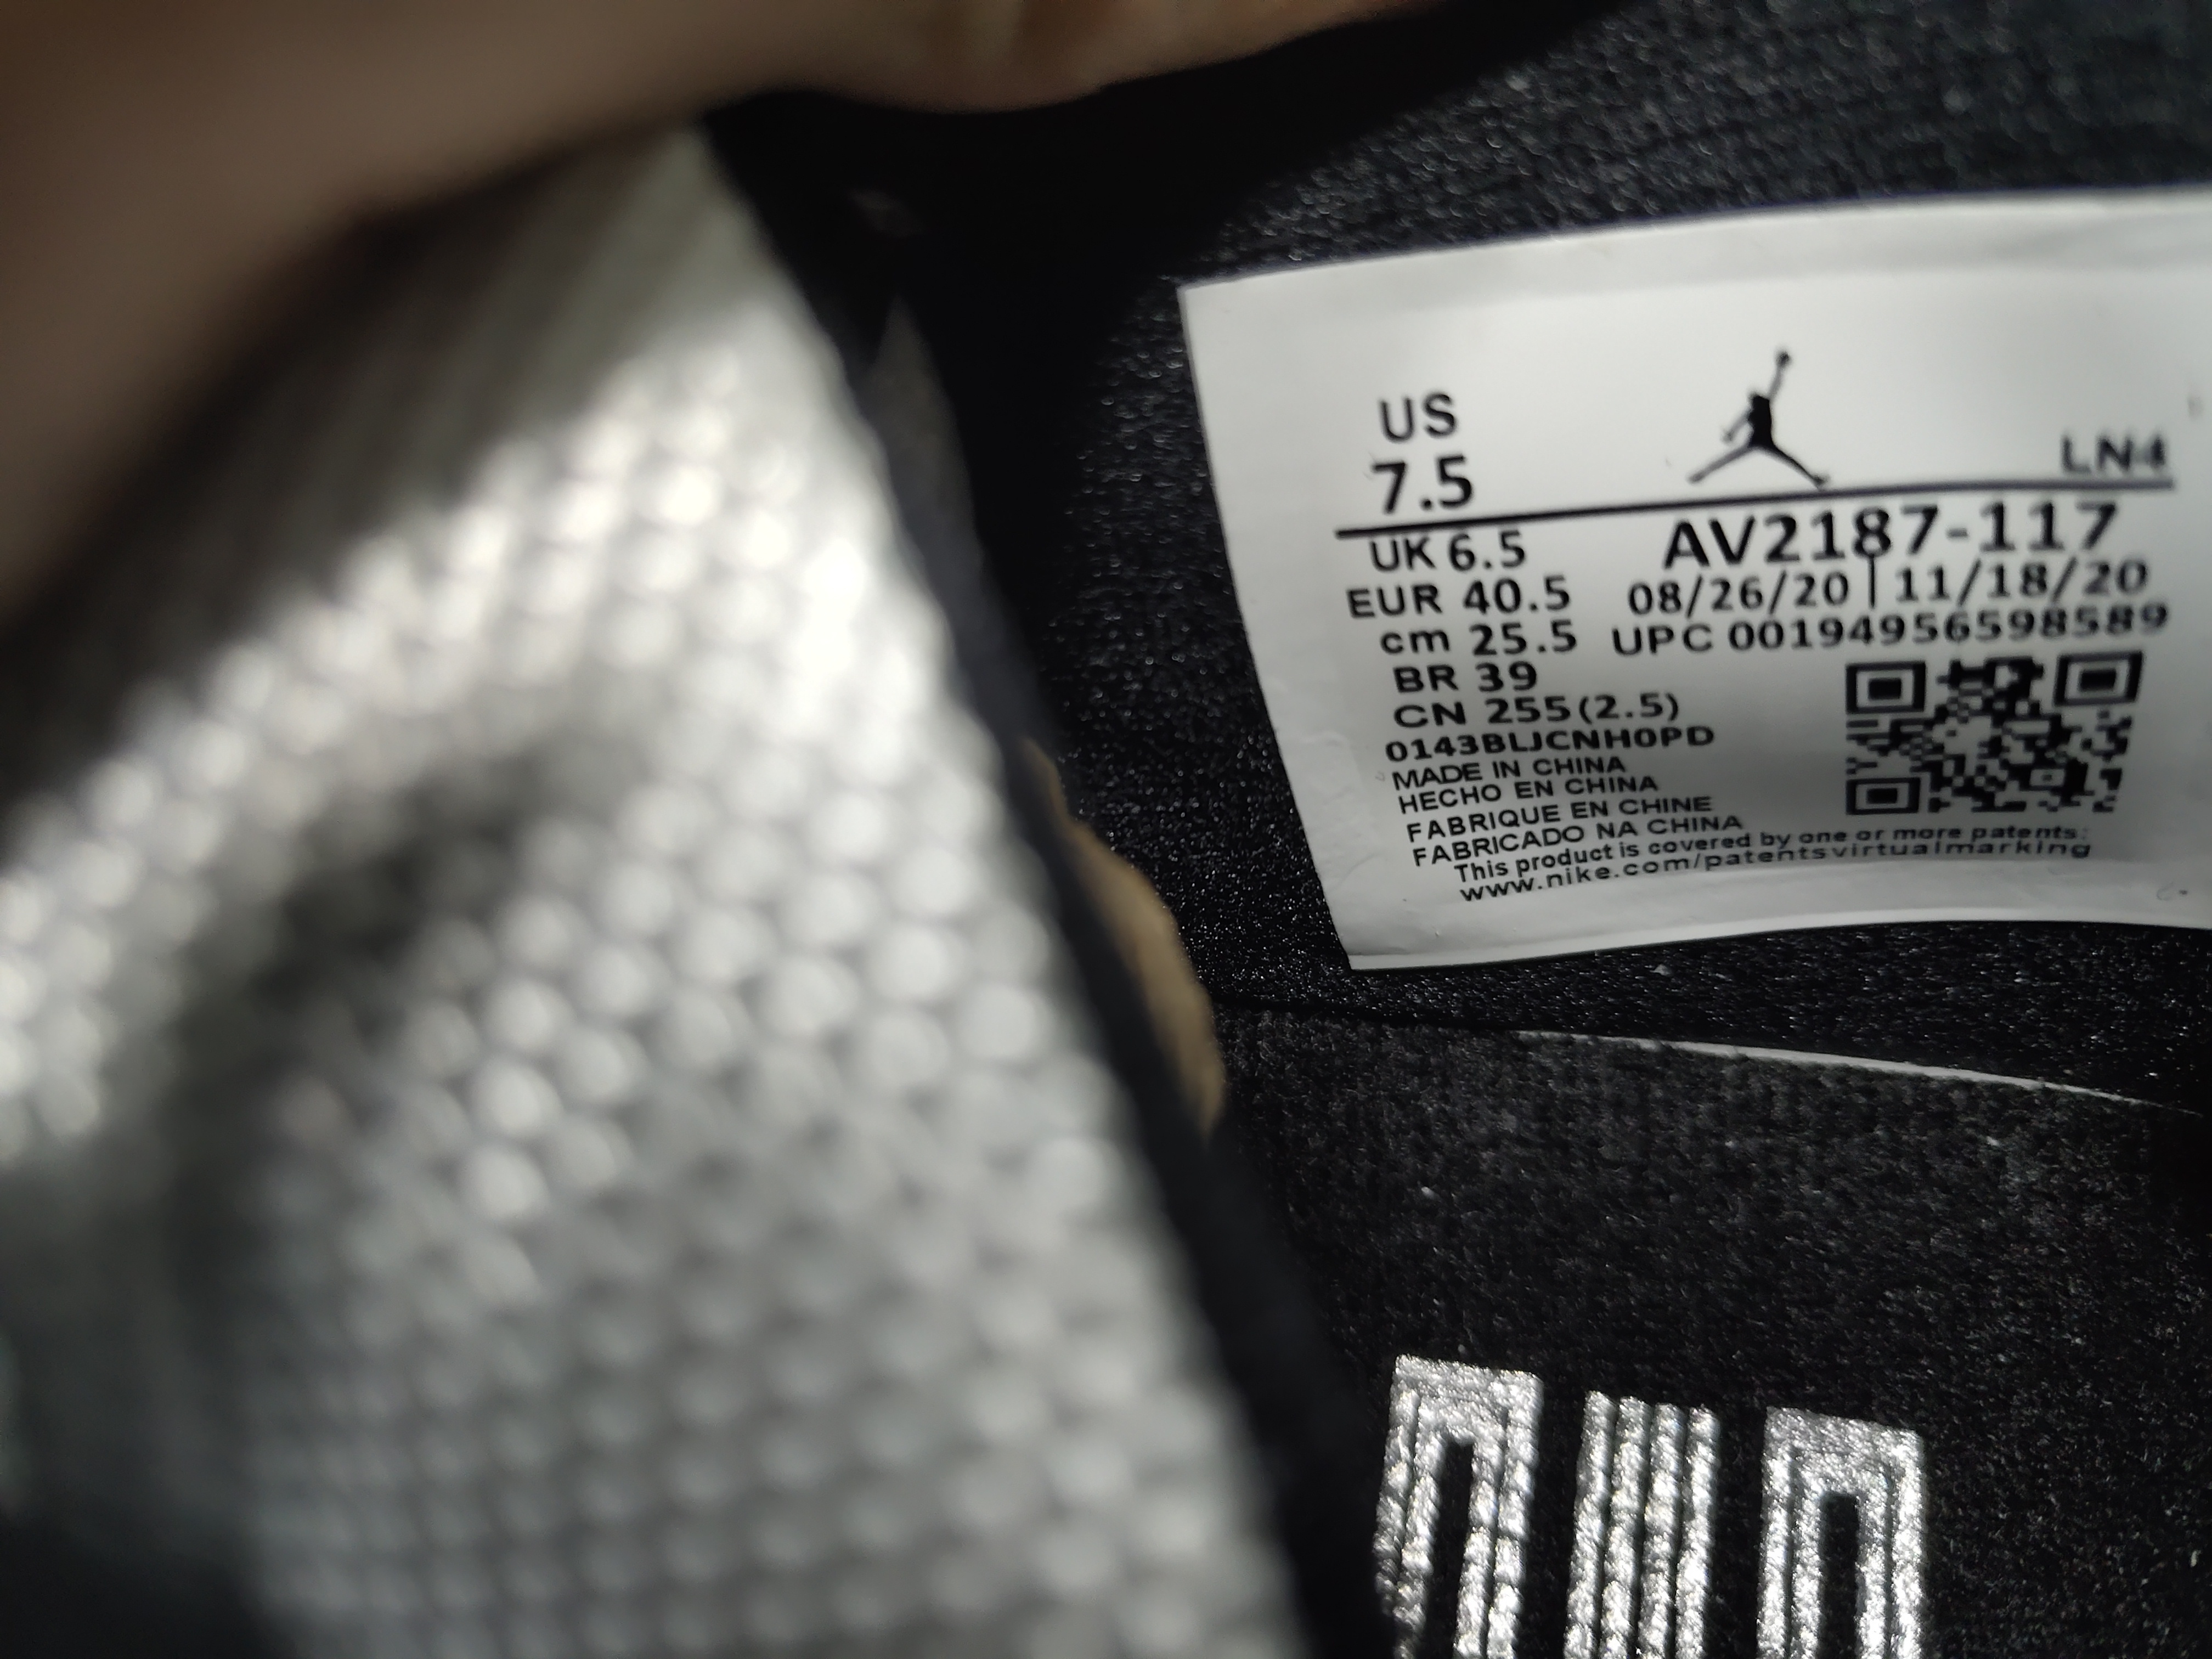 US
7.5
LN4
UK 6.5
AV2187-117
EUR 40.5
08/26/20 | 11/18/20
cm 25.5
UPC 00194956598589
BR 39
CN 255(2.5)
0143BLJCNH0PD
MADE IN CHINA
HECHO EN CHINA
FABRIQUE EN CHINE
FABRICADO NA CHINA
This product is covered by one or more patents:
www.nike.com/patentsvirtualmarking